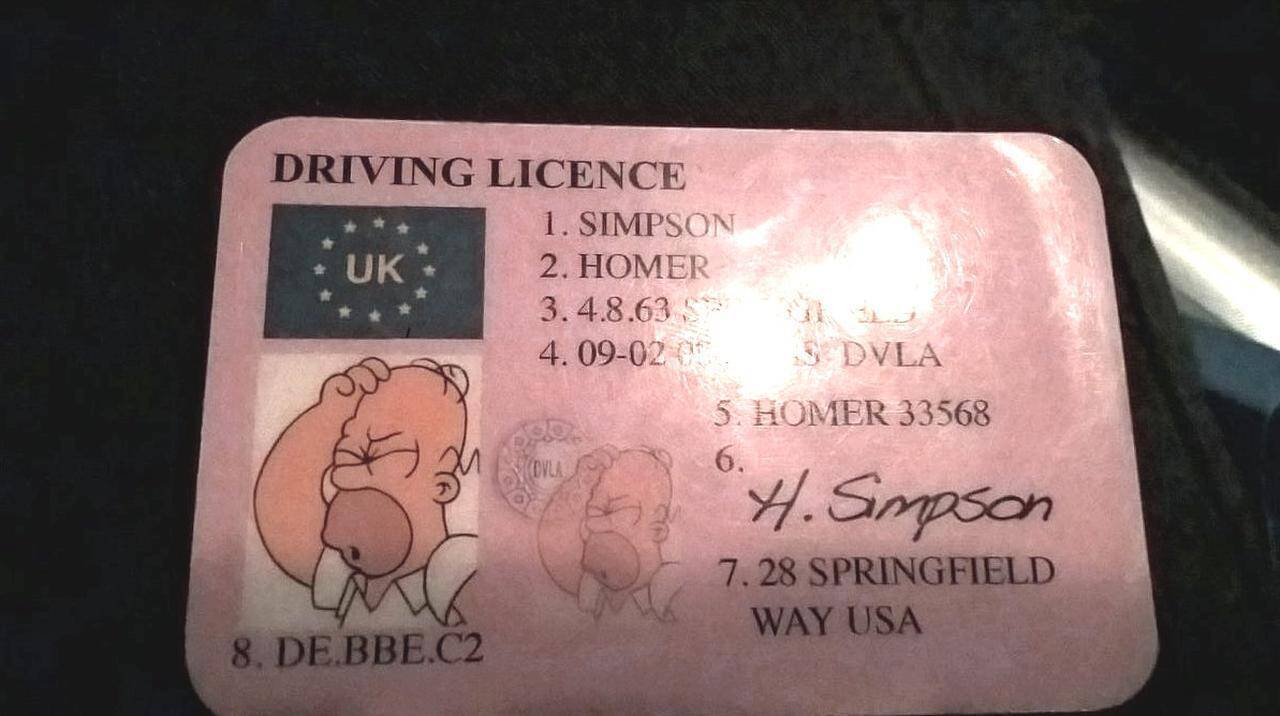 DRIVING LICENCE
UK
1. SIMPSON
2. HOMER
3. 4.8.63
4. 09-02 DVLA
5. HOMER 33568
6.
H. Simpson
DVLA
7. 28 SPRINGFIELD
WAY USA
8. DE.BBE.C2